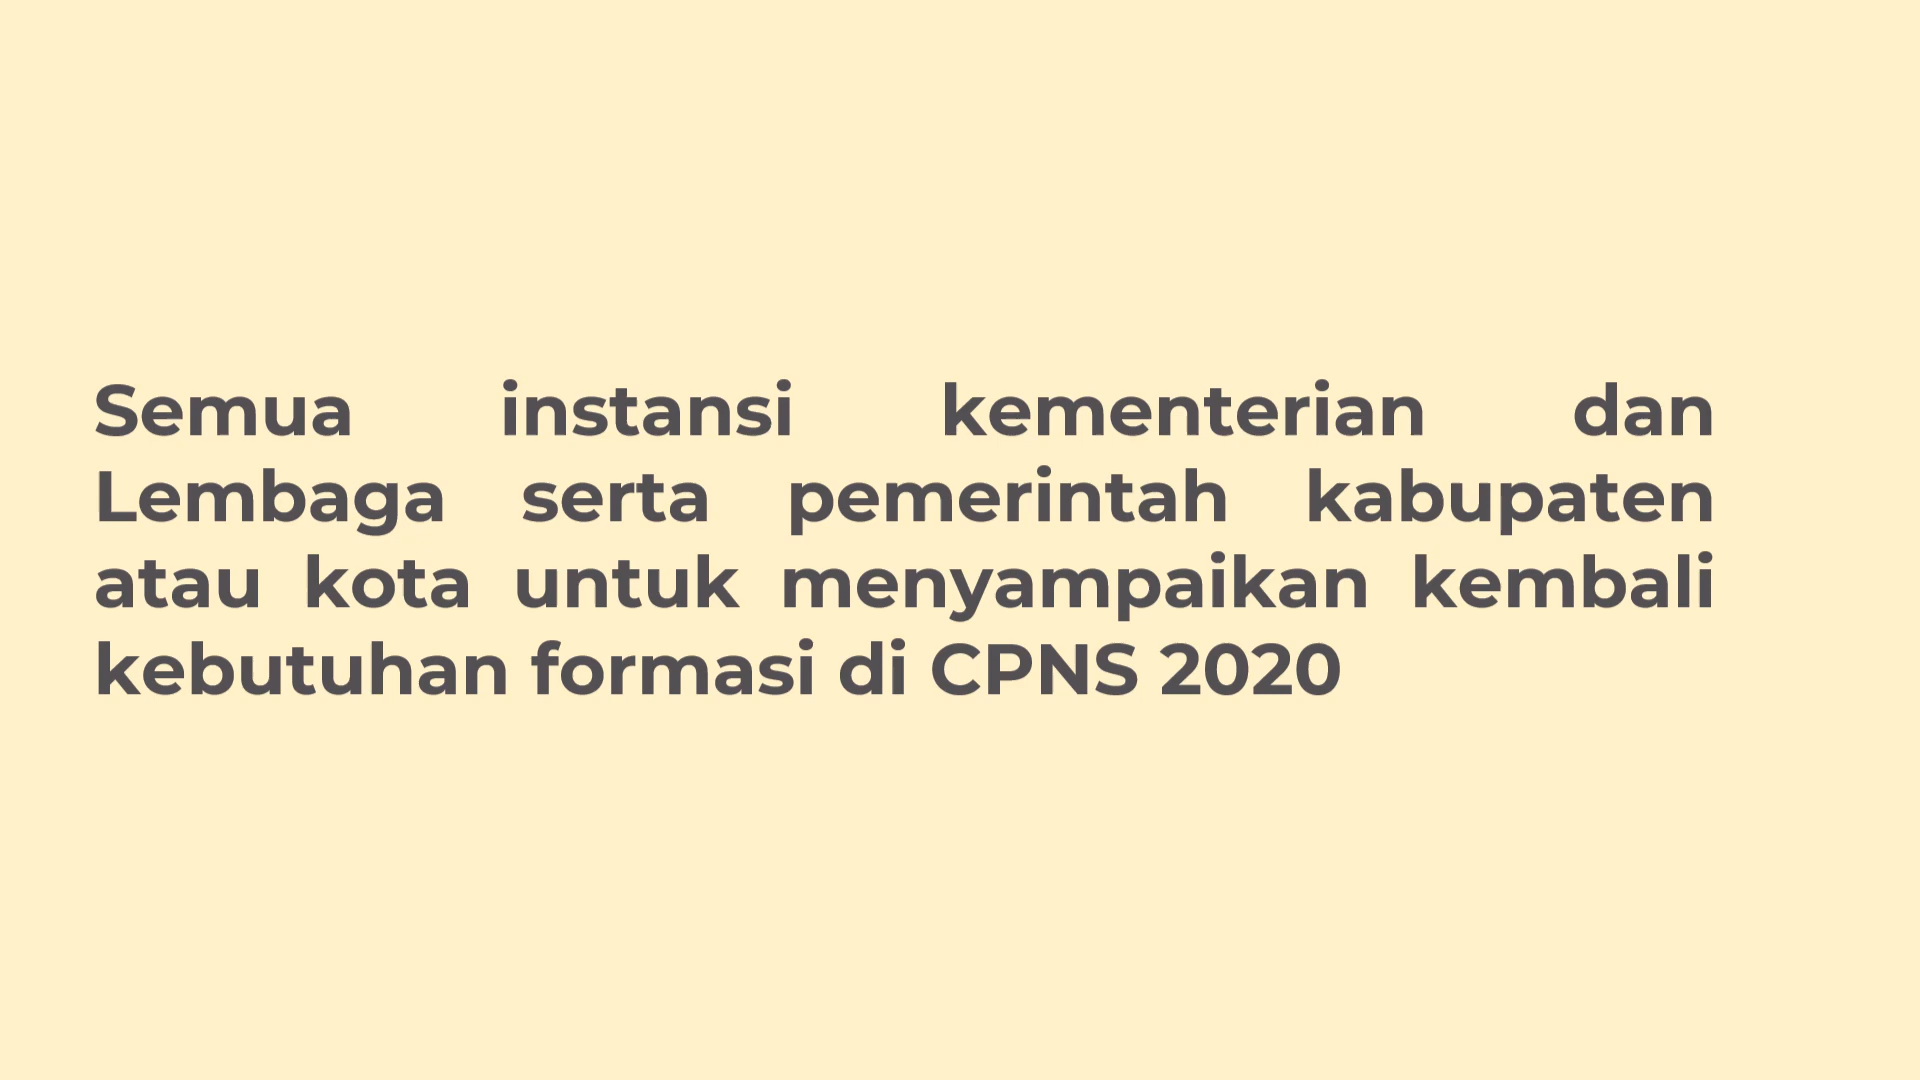 Semua instansi kementerian dan
Lembaga serta pemerintah kabupaten
atau kota untuk menyampaikan kembali
kebutuhan formasi di CPNS 2020